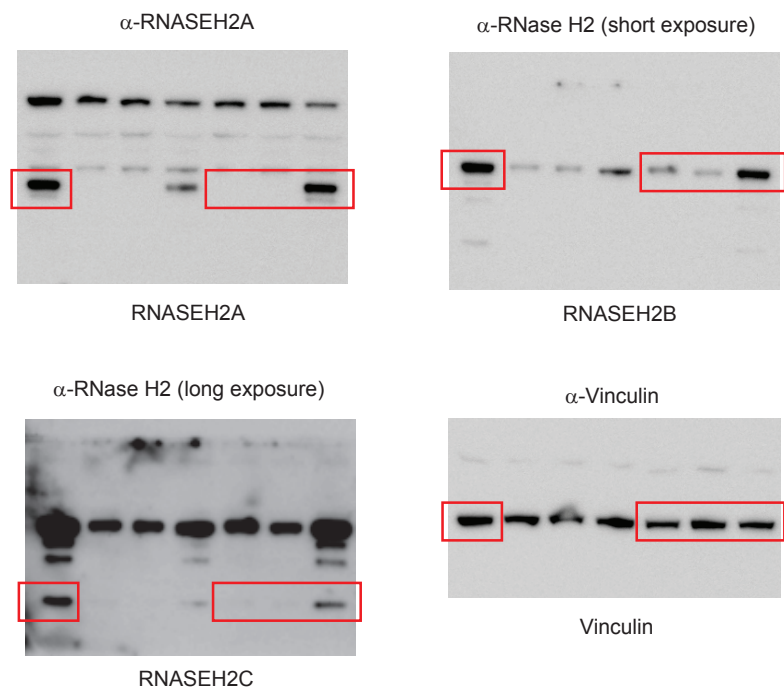 α-RNASEH2A
α-RNase H2 (short exposure)
RNASEH2A
RNASEH2B
α-RNase H2 (long exposure)
α-Vinculin
RNASEH2C
Vinculin